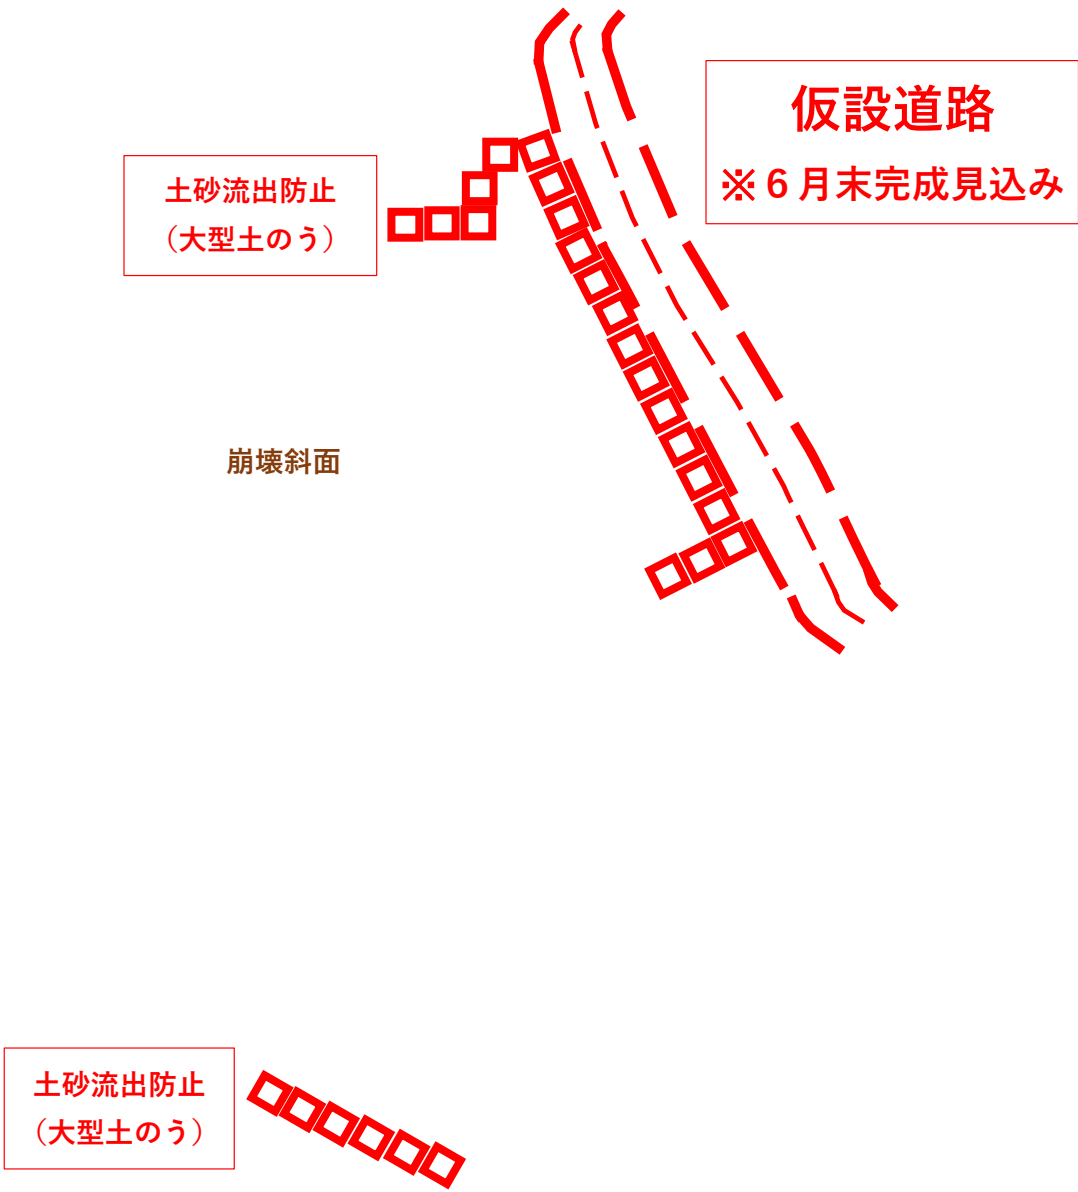 仮設道路
※６月末完成見込み
土砂流出防止
（大型土のう）
崩壊斜面
土砂流出防止
（大型土のう）